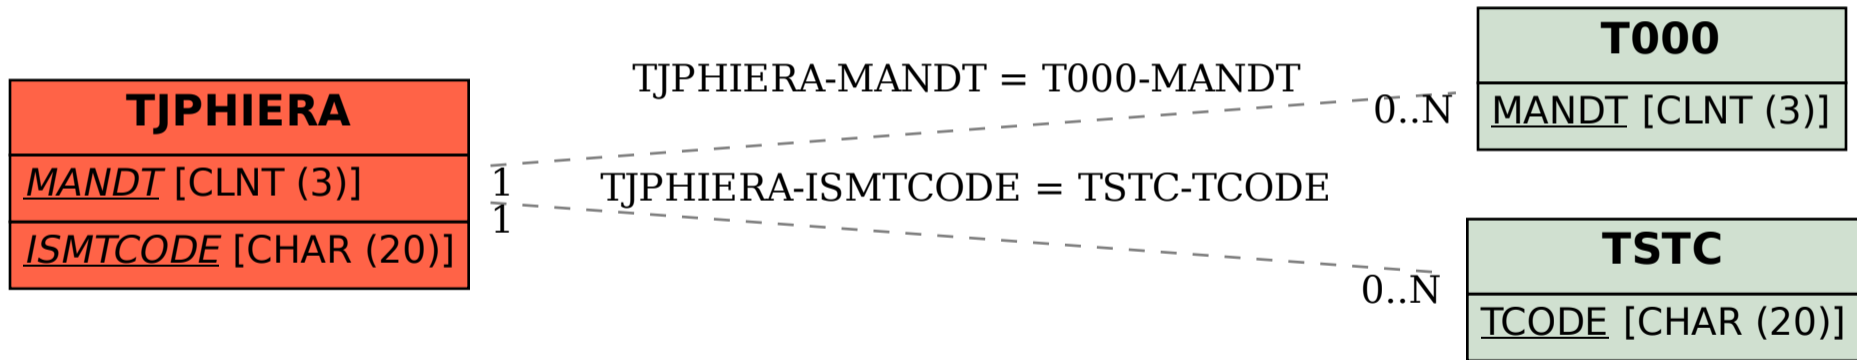 TJPHIERA
MANDT [CLNT (3)]
ISMTCODE [CHAR (20)]
TJPHIERA-MANDT = T000-MANDT
1
0..N
TJPHIERA-ISMTCODE = TSTC-TCODE
1
0..N
T000
MANDT [CLNT (3)]
TSTC
TCODE [CHAR (20)]